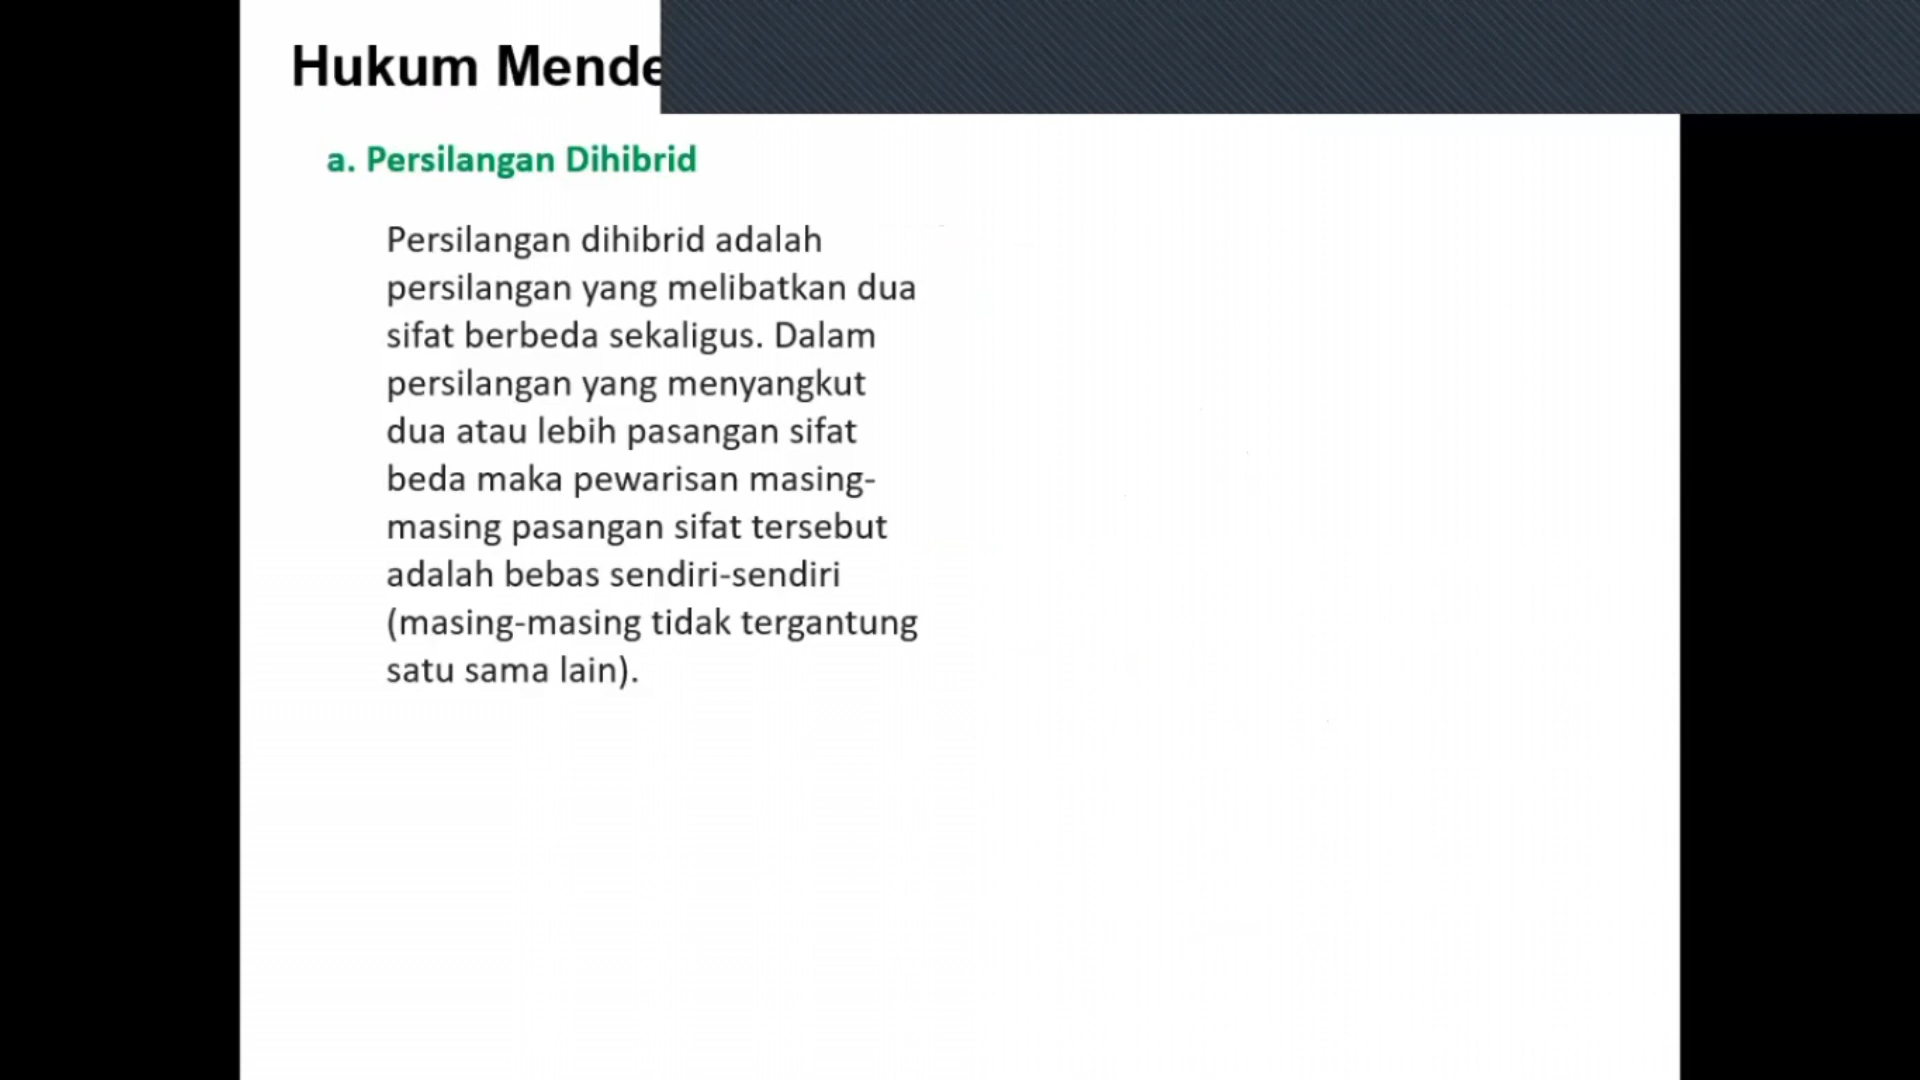 Hukum Mende
a. Persilangan Dihibrid
Persilangan dihibrid adalah
persilangan yang melibatkan dua
sifat berbeda sekaligus. Dalam
persilangan yang menyangkut
dua atau lebih pasangan sifat
beda maka pewarisan masing-
masing pasangan sifat tersebut
adalah bebas sendiri-sendiri
(masing-masing tidak tergantung
satu sama lain).